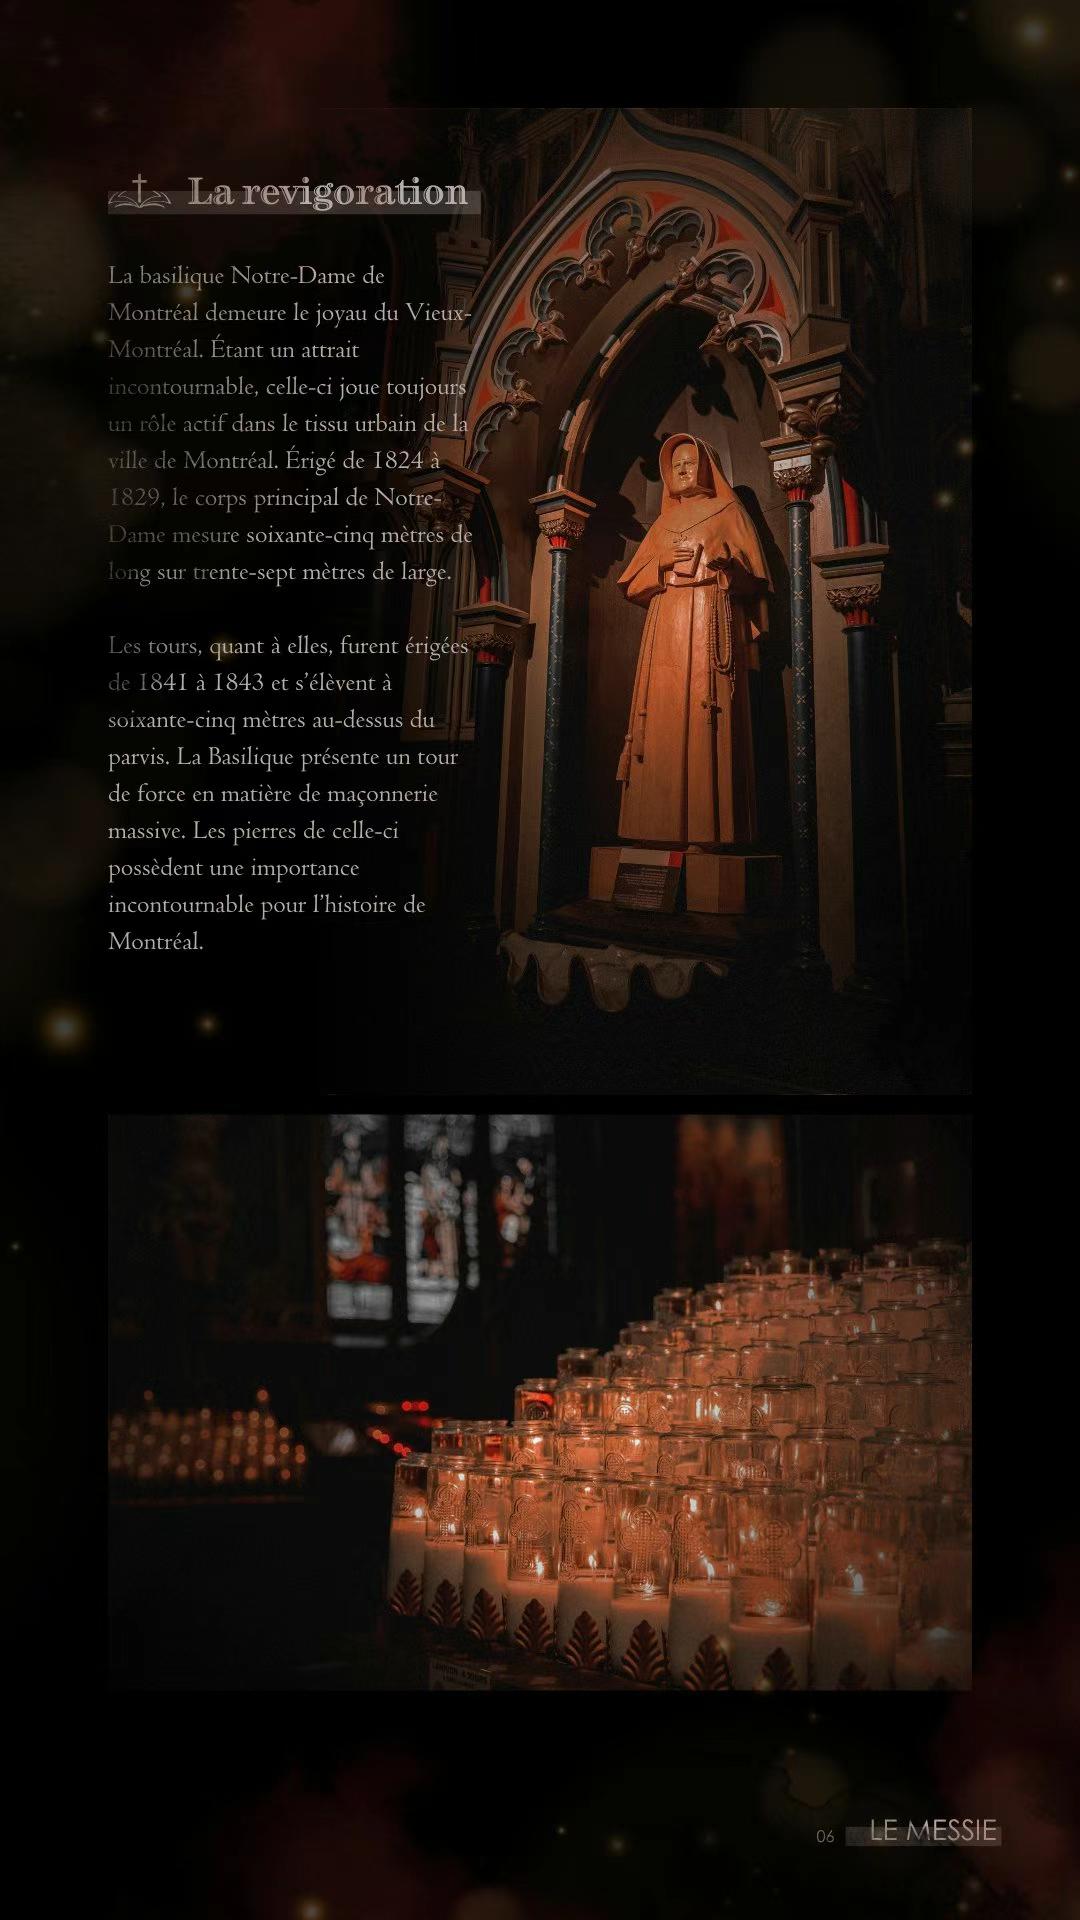 La revigoration
La basilique Notre-Dame de
Montréal demeure le joyau du Vieux-
Montréal. Étant un attrait
incontournable, celle-ci joue toujours
un rôle actif dans le tissu urbain de la
ville de Montréal. Érigé de 1824 à
1829, le corps principal de Notre-
Dame mesure soixante-cinq mètres de
long sur trente-sept mètres de large.
Les tours, quant à elles, furent érigées
de 1841 à 1843 et s’élèvent à
soixante-cinq mètres au-dessus du
parvis. La Basilique présente un tour
de force en matière de maçonnerie
massive. Les pierres de celle-ci
possèdent une importance
incontournable pour l’histoire de
Montréal.
06
LE MESSIE